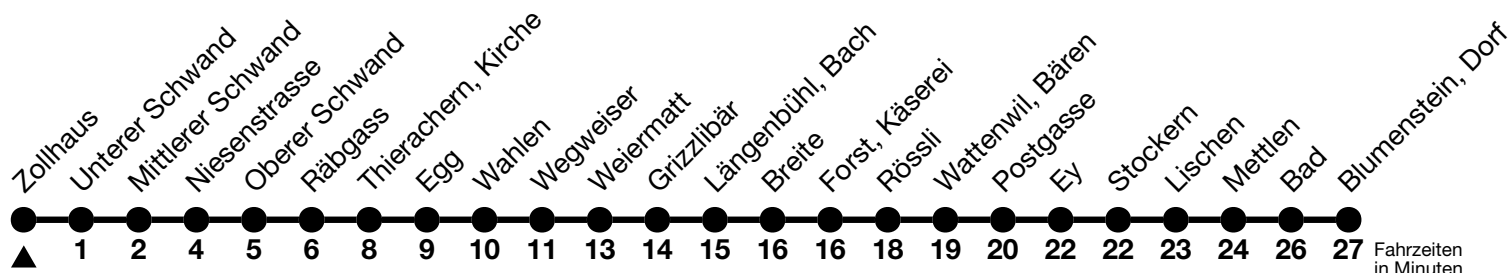 Zollhaus
Unterer Schwand
Mittlerer Schwand
Niesenstrasse
Oberer Schwand
Räbgass
Thierachern, Kirche
Egg
Wahlen
Wegweiser
Weiermatt
Grizzlibär
Längenbühl, Bach
Breite
Forst, Käserei
Rössli
Wattenwil, Bären
Postgasse
Ey
Stockern
Lischen
Mettlen
Bad
Blumenstein, Dorf
1 2 4 5 6 8 9 10 11 13 14 15 16 16 18 19 20 22 22 23 24 26 27
Fahrzeiten
in Minuten